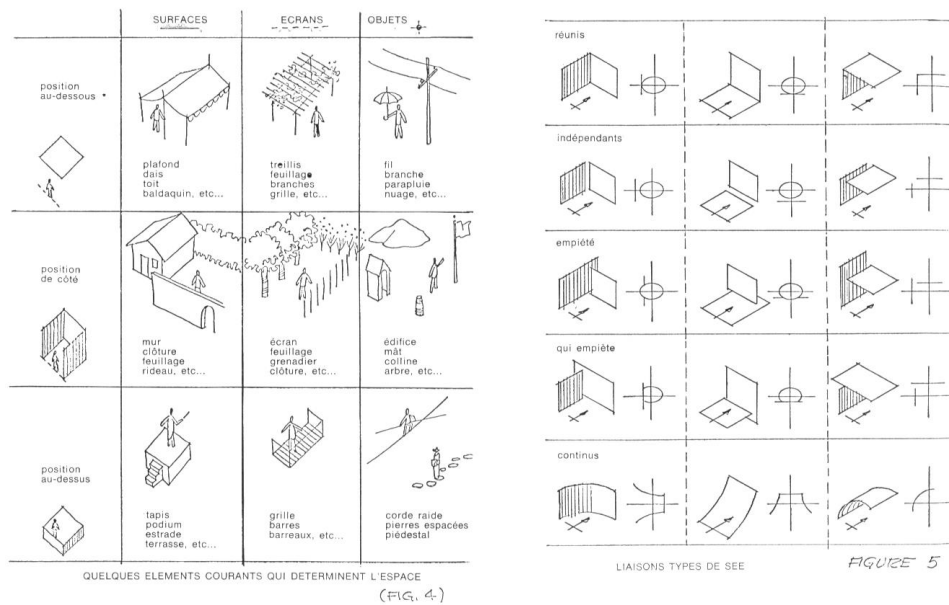 SURFACES ECRANS OBJETS
position
au-dessous *
plafond
dais
toit
baldaquin, etc...
treillis
feuillage
branches
grille, etc...
fil
branche
parapluie
nuage, etc...
position
de côté
mur
clôture
feuillage
rideau, etc...
écran
feuillage
grenadier
clôture, etc...
édifice
mât
colline
arbre, etc...
position
au-dessus
tapis
podium
estrade
terrasse, etc...
grille
barres
barreaux, etc...
corde raide
pierres espacées
piédestal
QUELQUES ELEMENTS COURANTS QUI DETERMINENT L'ESPACE
(FIG. 4)
réunis
indépendants
empiété
qui empiète
continus
LIAISONS TYPES DE SEE
FIGURE 5